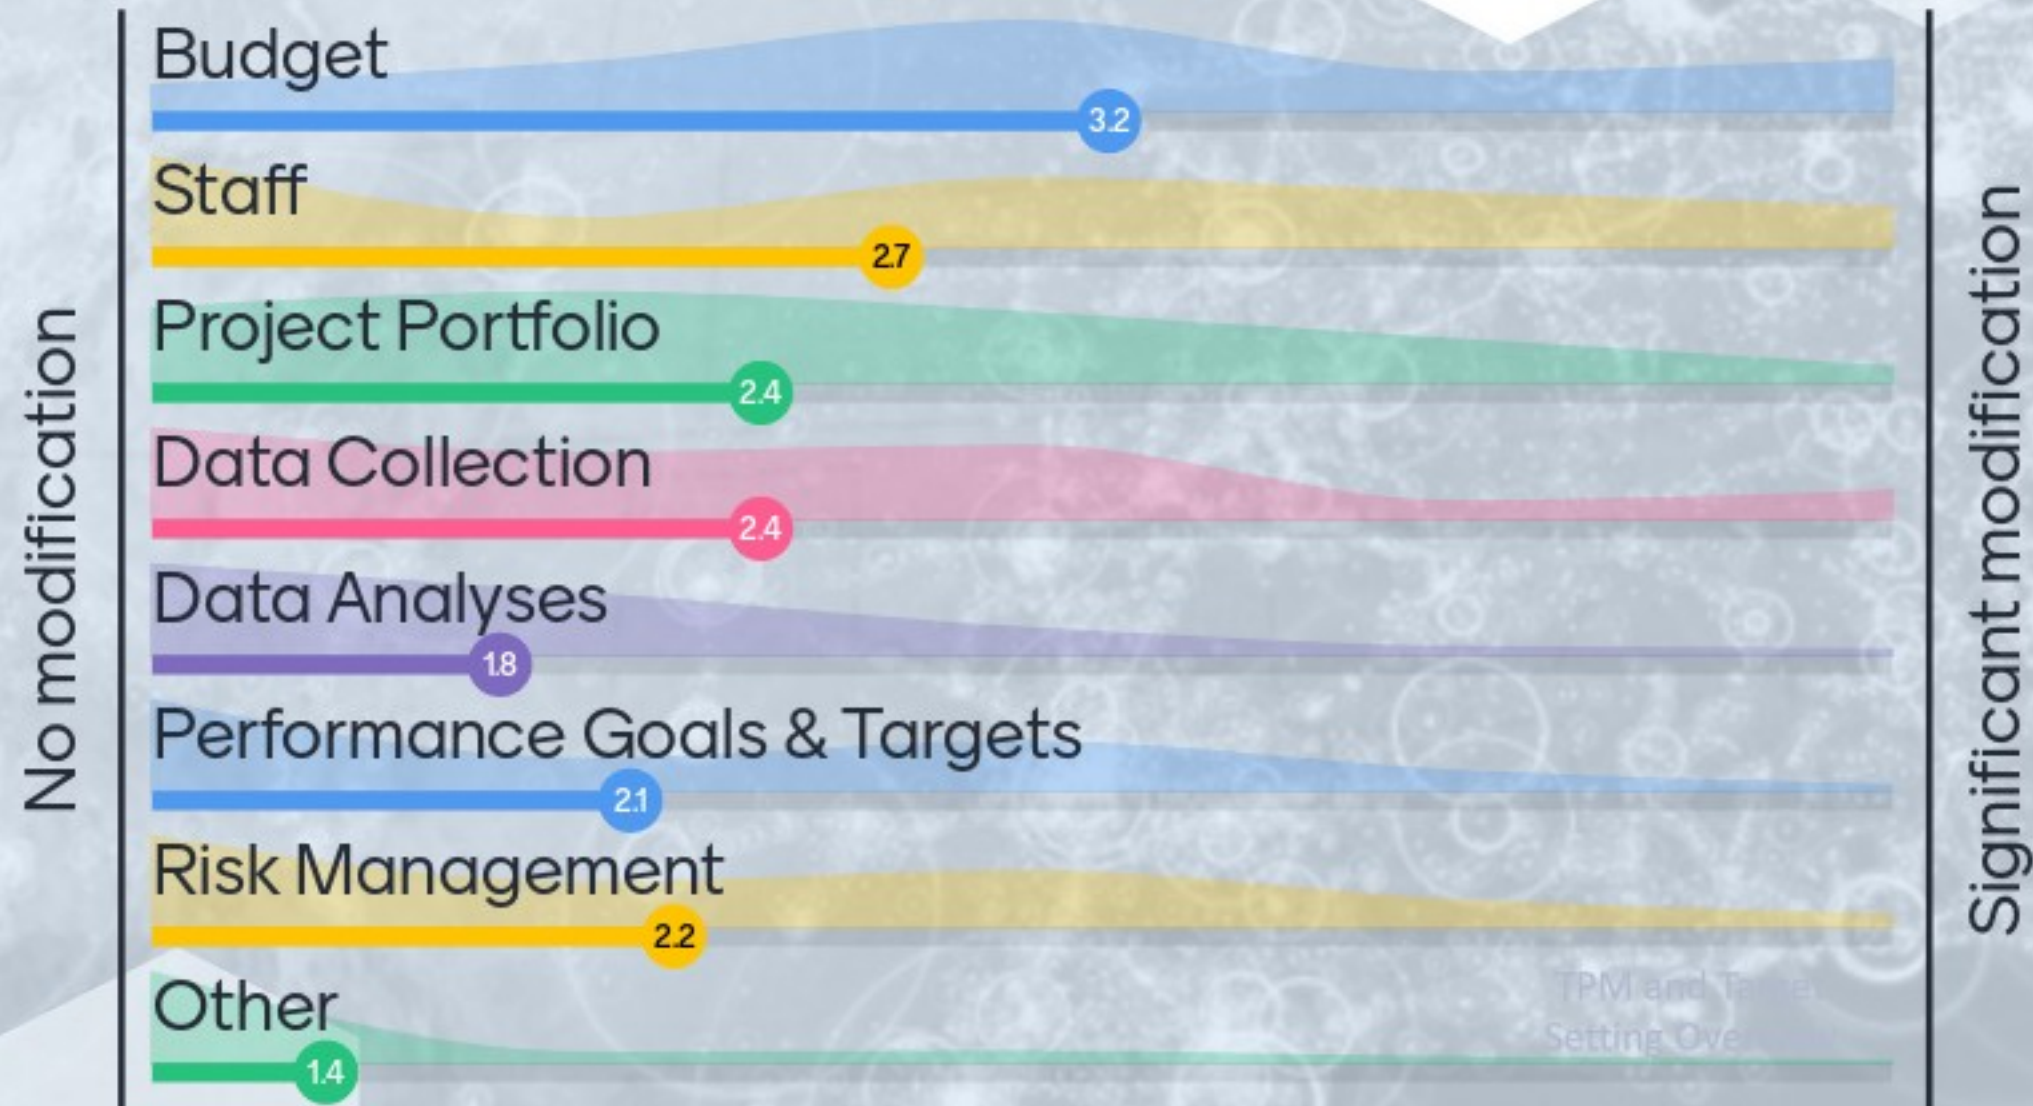 No modification
Budget
3.2
Staff
2.7
Project Portfolio
2.4
Data Collection
2.4
Data Analyses
1.8
Performance Goals & Targets
2.1
Risk Management
2.2
Other
1.4
Significant modification
TPM and
Setting